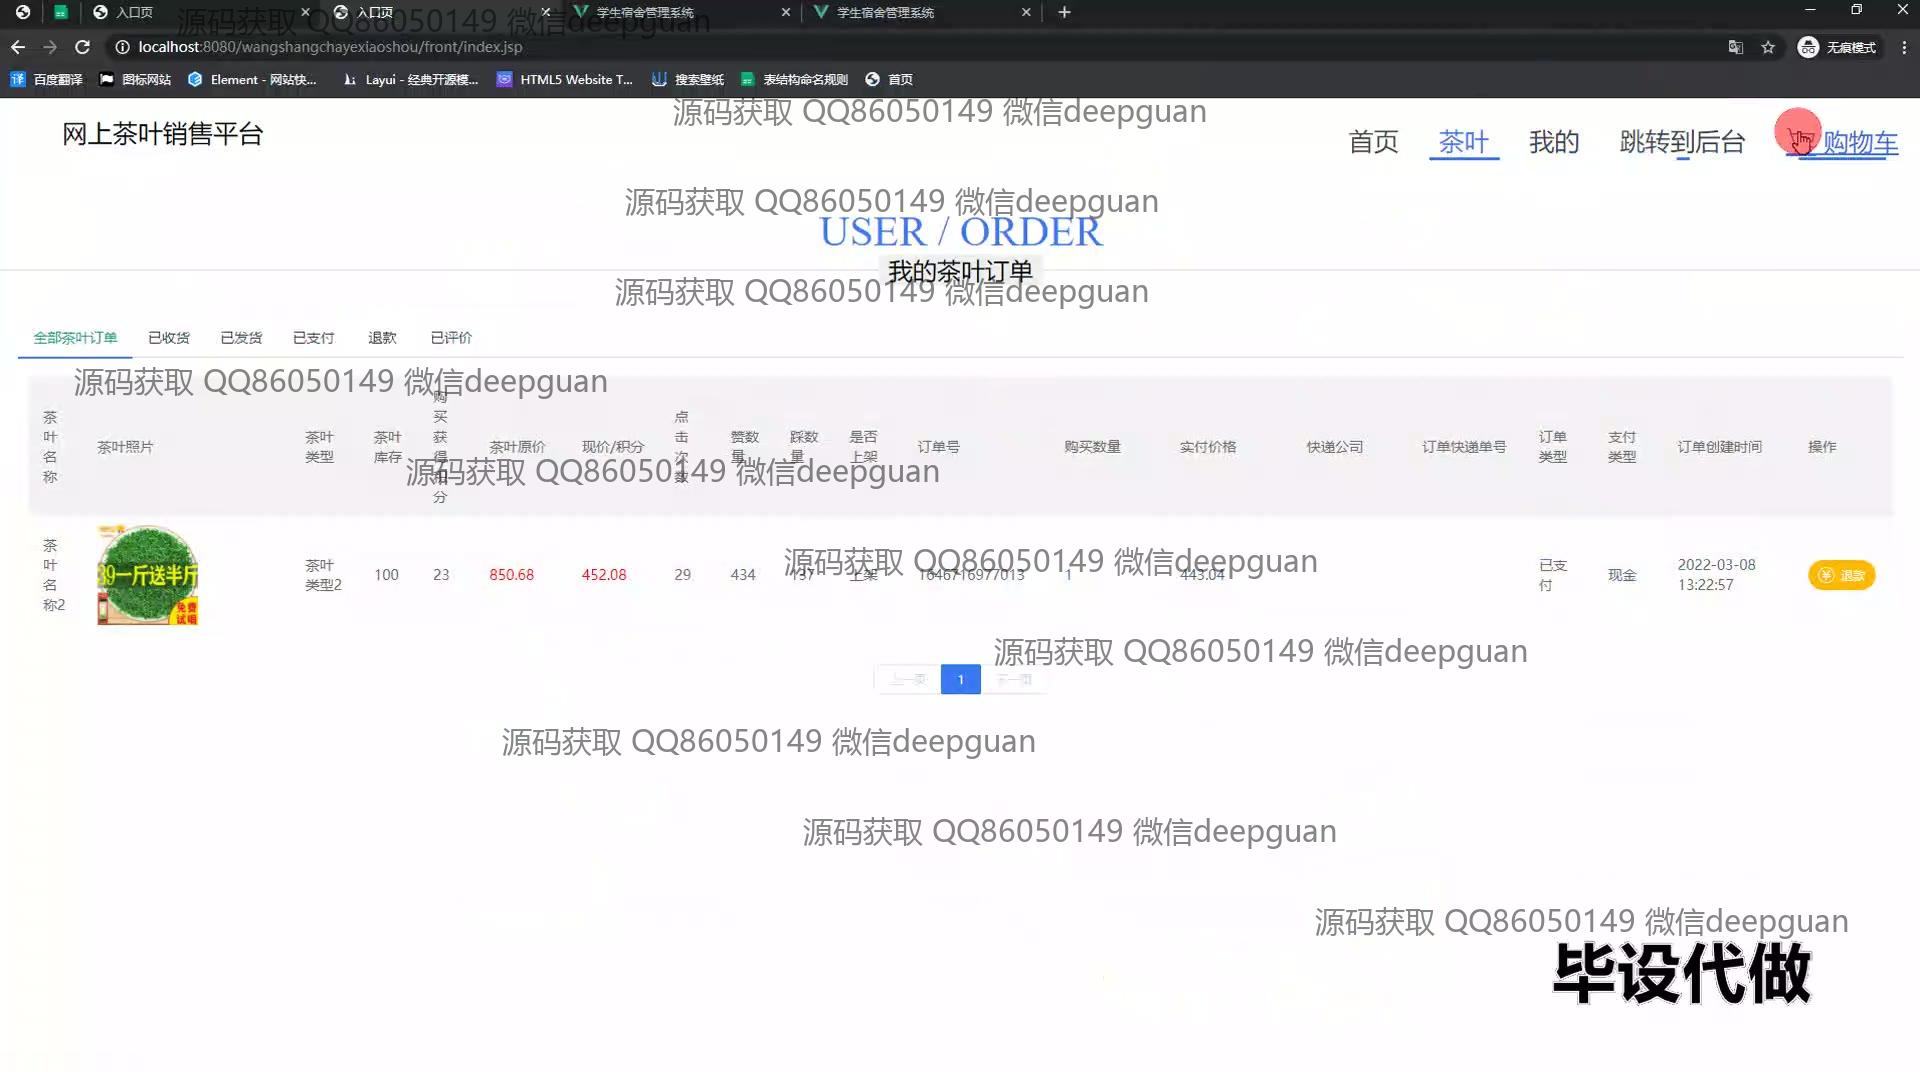 入口页
入口页
学生宿舍管理系统
学生宿舍管理系统
源码获取 QQ86050149 微信deepguan
localhost:8080/wangshangchayexiaoshou/front/index.jsp
无痕模式
百度翻译
图标网站
Element - 网站快...
Layui - 经典开源模...
HTML5 Website T...
搜索壁纸
表结构命名规则
首页
源码获取 QQ86050149 微信deepguan
网上茶叶销售平台
首页
茶叶
我的
跳转到后台
购物车
源码获取 QQ86050149 微信deepguan
USER / ORDER
我的茶叶订单
源码获取 QQ86050149 微信deepguan
全部茶叶订单
已收货
已发货
已支付
退款
已评价
源码获取 QQ86050149 微信deepguan
茶叶名称
茶叶照片
茶叶类型
茶叶库存
购买获得积分
茶叶原价
现价/积分
点击次数
赞数量
踩数量
是否上架
订单号
购买数量
实付价格
快递公司
订单快递单号
订单类型
支付类型
订单创建时间
操作
源码获取 QQ86050149 微信deepguan
茶叶名称2
39一斤送半斤
免费试喝
茶叶类型2
100
23
850.68
452.08
29
434
137
上架
1646716977013
1
443.04
已支付
现金
2022-03-08
13:22:57
退款
源码获取 QQ86050149 微信deepguan
源码获取 QQ86050149 微信deepguan
上一页
1
下一页
源码获取 QQ86050149 微信deepguan
源码获取 QQ86050149 微信deepguan
源码获取 QQ86050149 微信deepguan
毕设代做